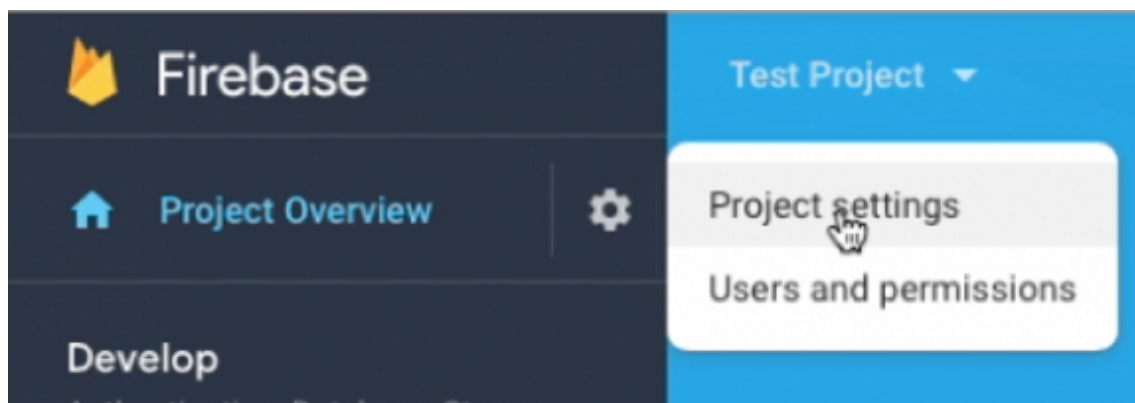 Firebase
Test Project
Project Overview
Project settings
Users and permissions
Develop